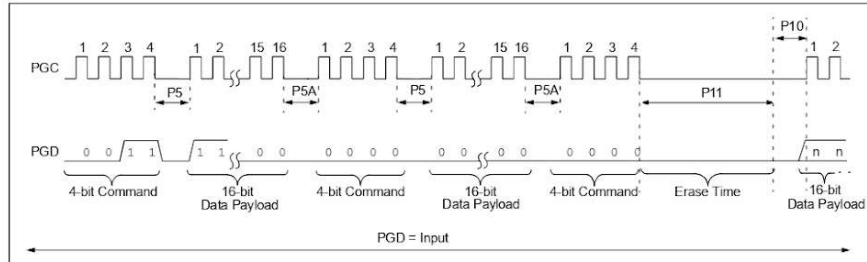 P10
1 2 3 4 1 2 15 16 1 2 3 4 1 2 15 16 1 2 3 4 1 2
PGC
P5 P5A P5 P5A P11
PGD 0 0 1 1 1 1 0 0 0 0 0 0 0 0 0 0 0 0 0 0 n n
4-bit Command 16-bit Data Payload 4-bit Command 16-bit Data Payload 4-bit Command Erase Time 16-bit Data Payload
PGD = Input